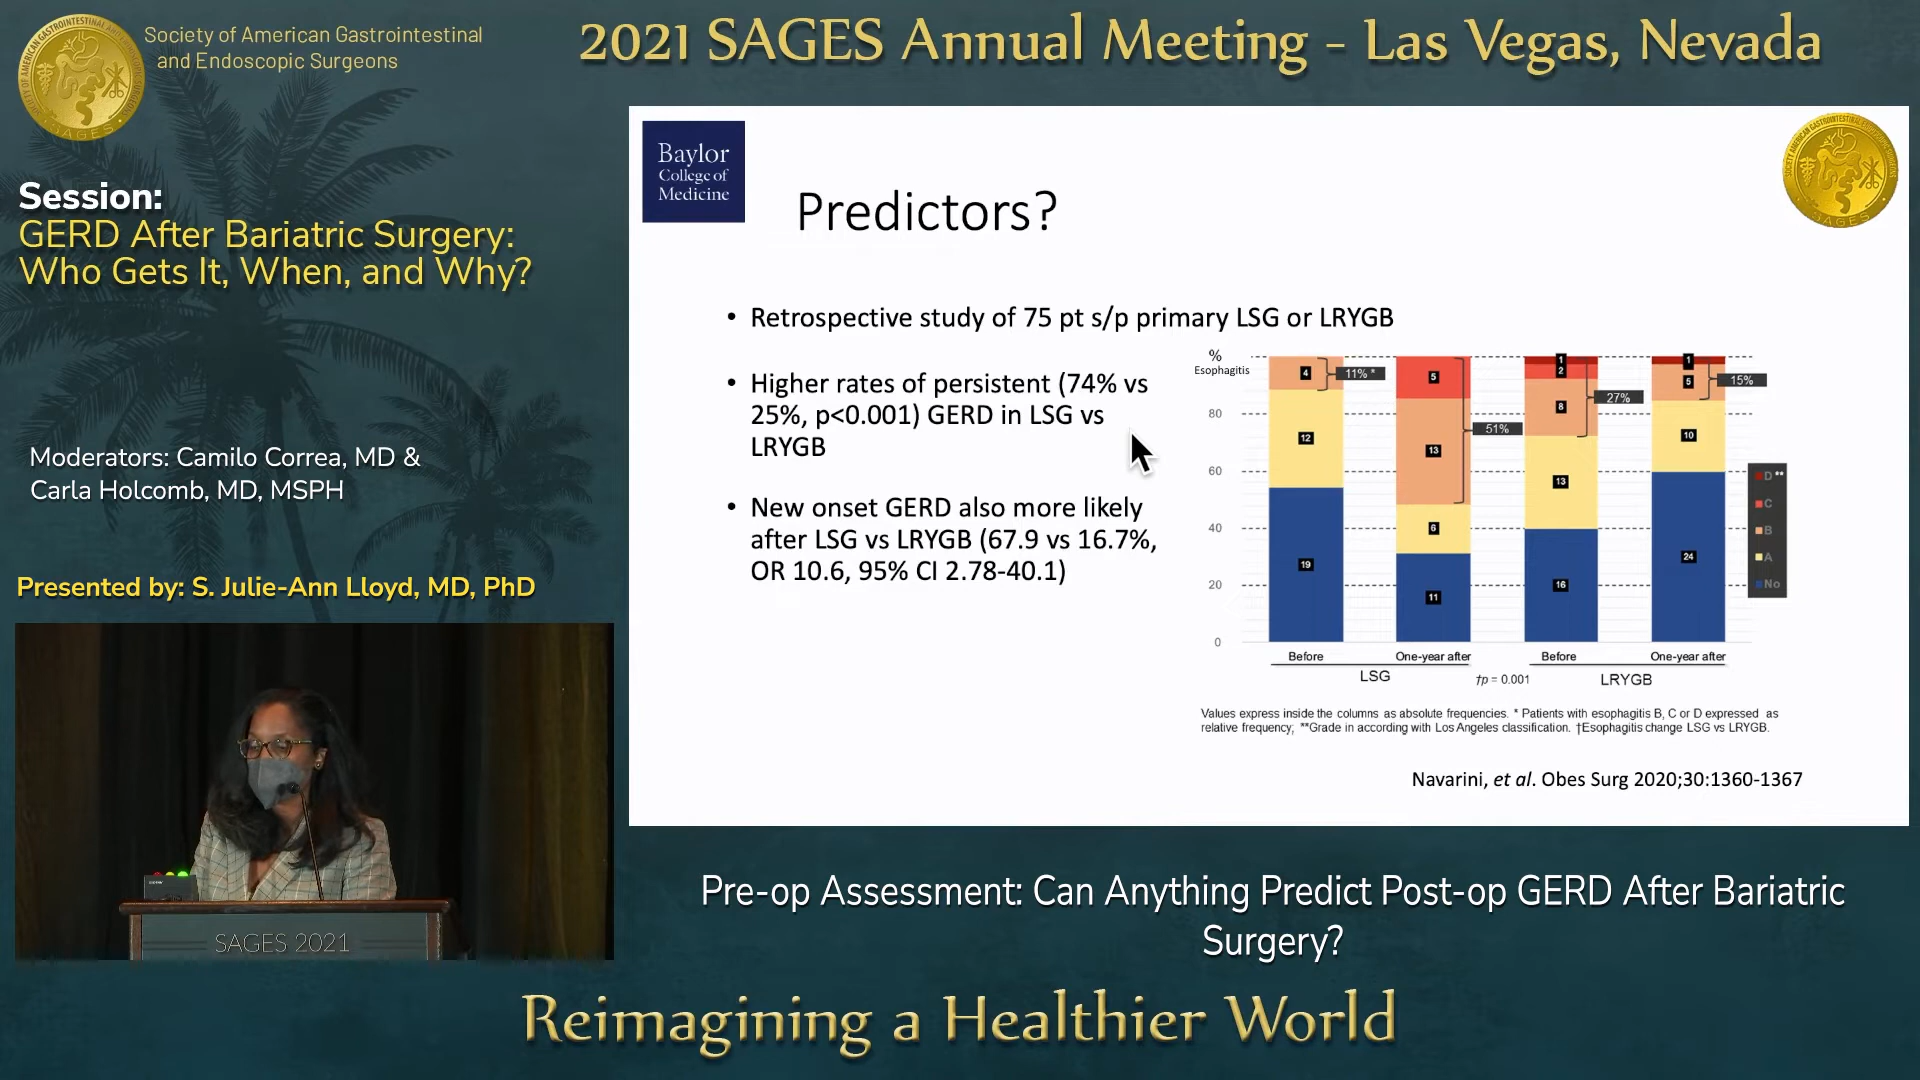 Society of American Gastrointestinal
and Endoscopic Surgeons
2021 SAGES Annual Meeting - Las Vegas, Nevada
Session:
GERD After Bariatric Surgery:
Who Gets It, When, and Why?
Moderators: Camilo Correa, MD &
Carla Holcomb, MD, MSPH
Presented by: S. Julie-Ann Lloyd, MD, PhD
SAGES 2021
Baylor
College of
Medicine
SAGES
Predictors?
• Retrospective study of 75 pt s/p primary LSG or LRYGB
• Higher rates of persistent (74% vs
25%, p<0.001) GERD in LSG vs
LRYGB
• New onset GERD also more likely
after LSG vs LRYGB (67.9 vs 16.7%,
OR 10.6, 95% CI 2.78-40.1)
%
Esophagitis
80
60
40
20
0
4
12
19
11% *
5
13
6
11
51%
1
2
8
13
16
27%
1
5
10
24
15%
D **
C
B
A
No
Before
One-year after
Before
One-year after
LSG
†p = 0.001
LRYGB
Values express inside the columns as absolute frequencies. * Patients with esophagitis B, C or D expressed as
relative frequency; **Grade in according with Los Angeles classification. †Esophagitis change LSG vs LRYGB.
Navarini, et al. Obes Surg 2020;30:1360-1367
Pre-op Assessment: Can Anything Predict Post-op GERD After Bariatric
Surgery?
Reimagining a Healthier World